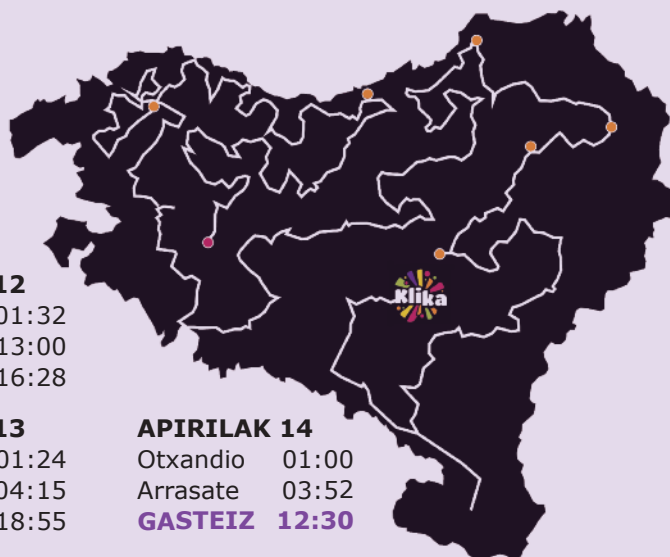 Klika
12
01:32
13:00
16:28
13
01:24
04:15
18:55
APIRILAK 14
Otxandio 01:00
Arrasate 03:52
GASTEIZ 12:30